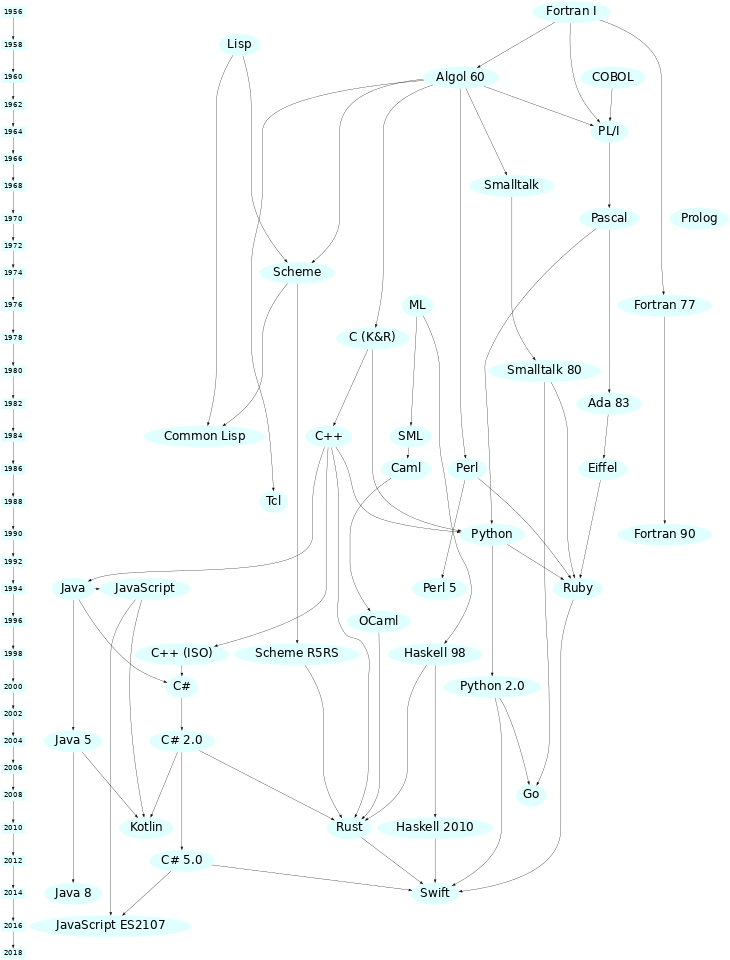 1956
Fortran I
1958
Lisp
1960
Algol 60
COBOL
1962
1964
PL/I
1966
1968
Smalltalk
1970
Pascal
Prolog
1972
1974
Scheme
1976
ML
Fortran 77
1978
C (K&R)
1980
Smalltalk 80
1982
Ada 83
1984
Common Lisp
C++
SML
1986
Caml
Perl
Eiffel
1988
Tcl
1990
Python
Fortran 90
1992
1994
Java
JavaScript
Perl 5
Ruby
1996
OCaml
1998
C++ (ISO)
Scheme R5RS
Haskell 98
2000
C#
Python 2.0
2002
2004
Java 5
C# 2.0
2006
2008
Go
2010
Kotlin
Rust
Haskell 2010
2012
C# 5.0
2014
Java 8
Swift
2016
JavaScript ES2107
2018